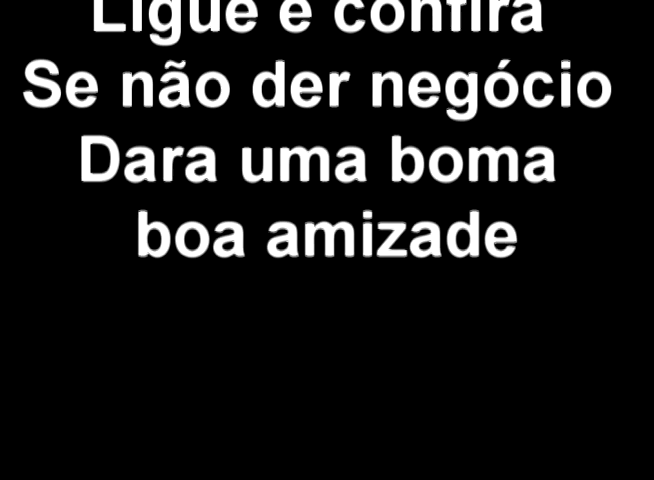 Ligue e confira
Se não der negócio
Dara uma boma
boa amizade